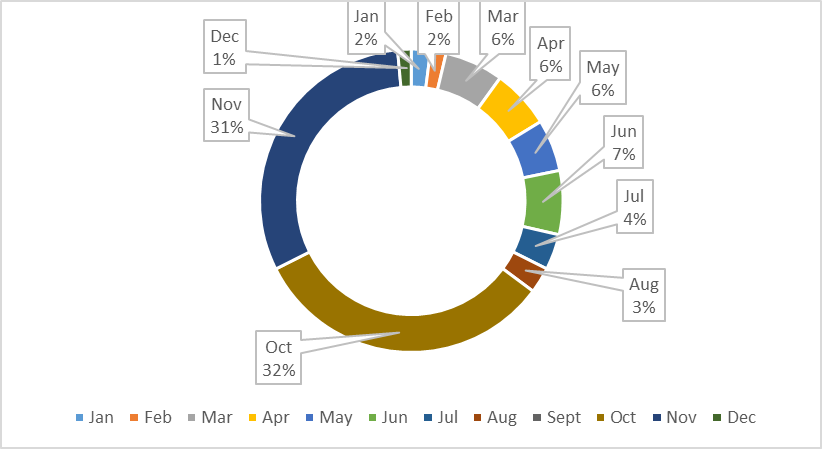 Jan
2%
Feb
2%
Mar
6%
Apr
6%
May
6%
Jun
7%
Jul
4%
Aug
3%
Oct
32%
Nov
31%
Dec
1%
Jan Feb Mar Apr May Jun Jul Aug Sept Oct Nov Dec